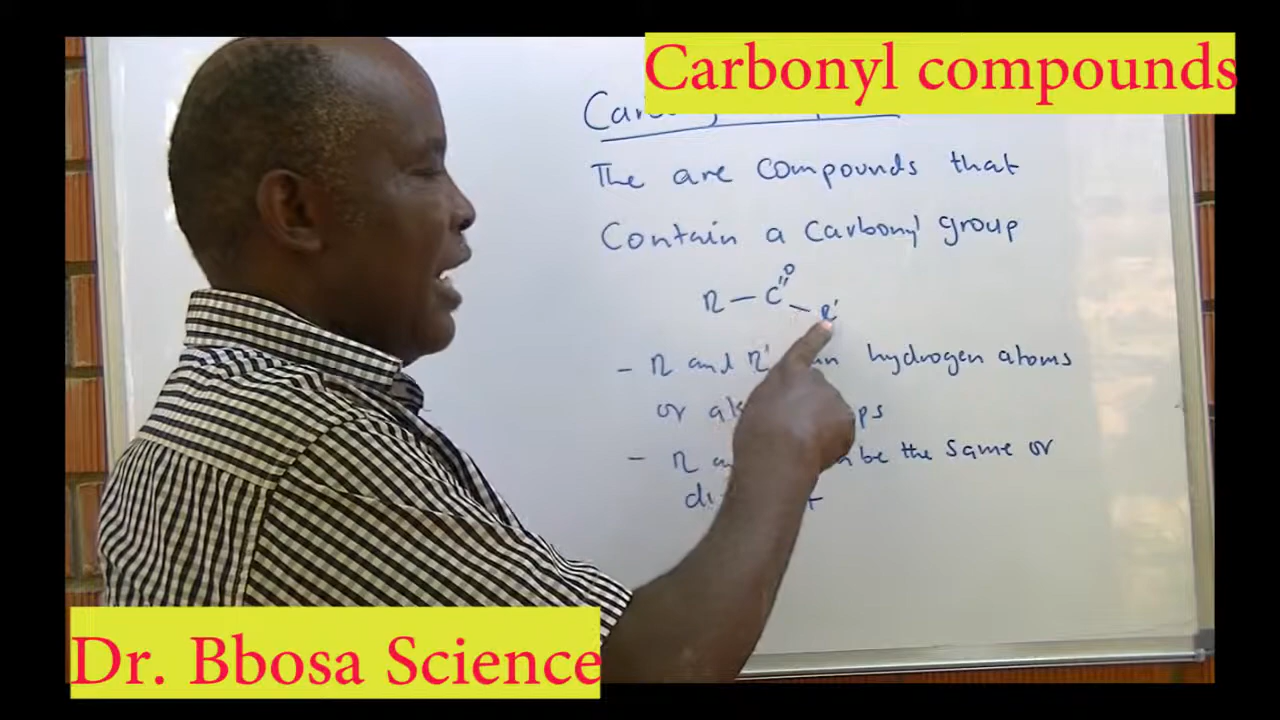 Carbonyl compounds
The are compounds that
Contain a Carbonyl group
O
R — C — R'
- R and R' hydrogen atoms
or
- R be the Same or
Dr. Bbosa Science